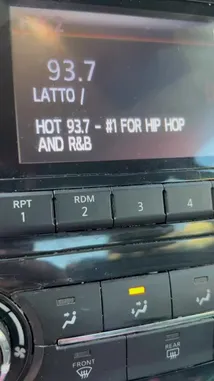 93.7
LATTO /
HOT 93.7 - #1 FOR HIP HOP
AND R&B
RPT
1
RDM
2
3
4
FRONT
REAR